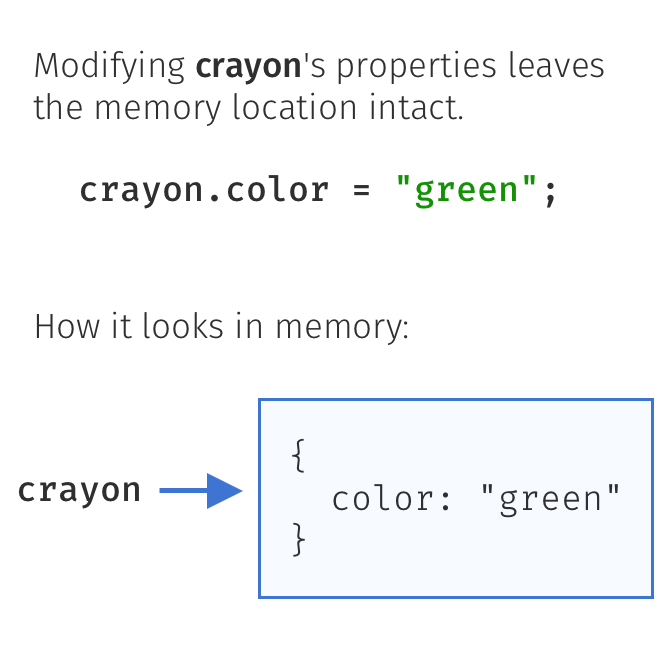 Modifying crayon's properties leaves
the memory location intact.
crayon.color = "green";
How it looks in memory:
crayon
{
color: "green"
}